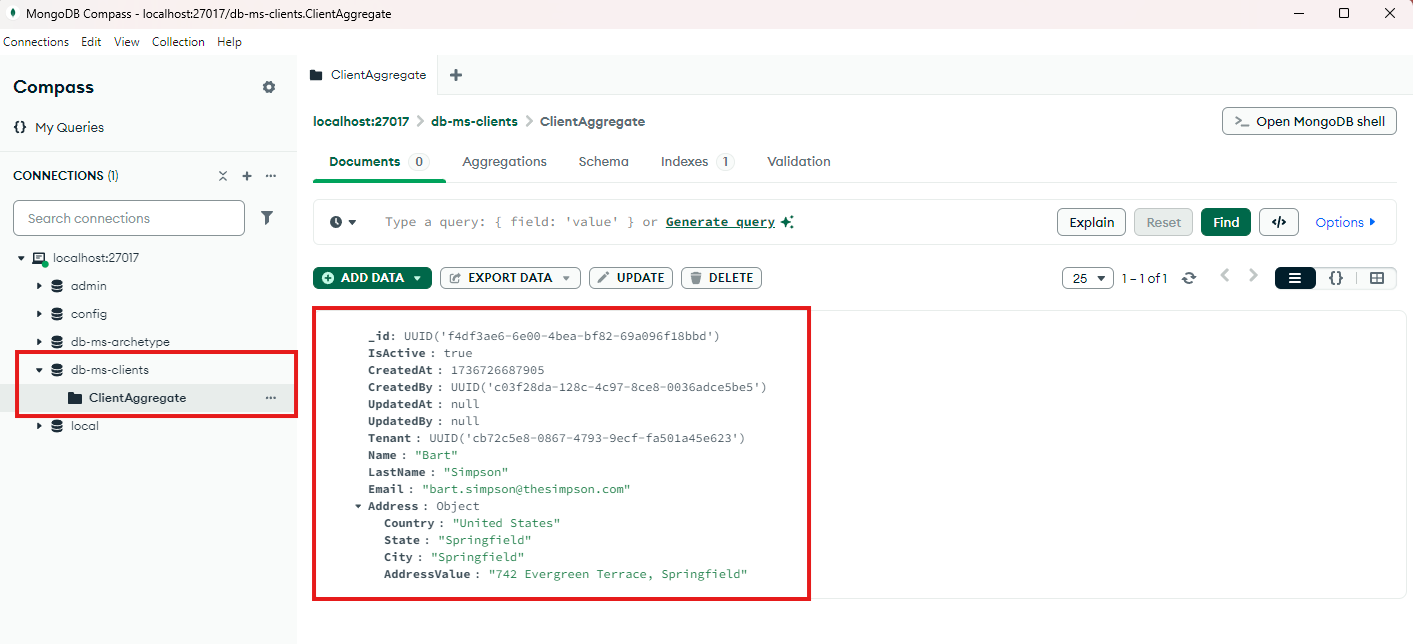 MongoDB Compass - localhost:27017/db-ms-clients.ClientAggregate
Connections Edit View Collection Help
Compass
{} My Queries
CONNECTIONS (1)
Search connections
localhost:27017
admin
config
db-ms-archetype
db-ms-clients
ClientAggregate
local
ClientAggregate
localhost:27017 > db-ms-clients > ClientAggregate
>_ Open MongoDB shell
Documents 0 Aggregations Schema Indexes 1 Validation
Type a query: { field: 'value' } or Generate query
Explain Reset Find </> Options
ADD DATA EXPORT DATA UPDATE DELETE
25 1 – 1 of 1 {}
_id: UUID('f4df3ae6-6e00-4bea-bf82-69a096f18bbd')
IsActive : true
CreatedAt : 1736726687905
CreatedBy : UUID('c03f28da-128c-4c97-8ce8-0036adce5be5')
UpdatedAt : null
UpdatedBy : null
Tenant : UUID('cb72c5e8-0867-4793-9ecf-fa501a45e623')
Name : "Bart"
LastName : "Simpson"
Email : "bart.simpson@thesimpson.com"
Address : Object
Country : "United States"
State : "Springfield"
City : "Springfield"
AddressValue : "742 Evergreen Terrace, Springfield"